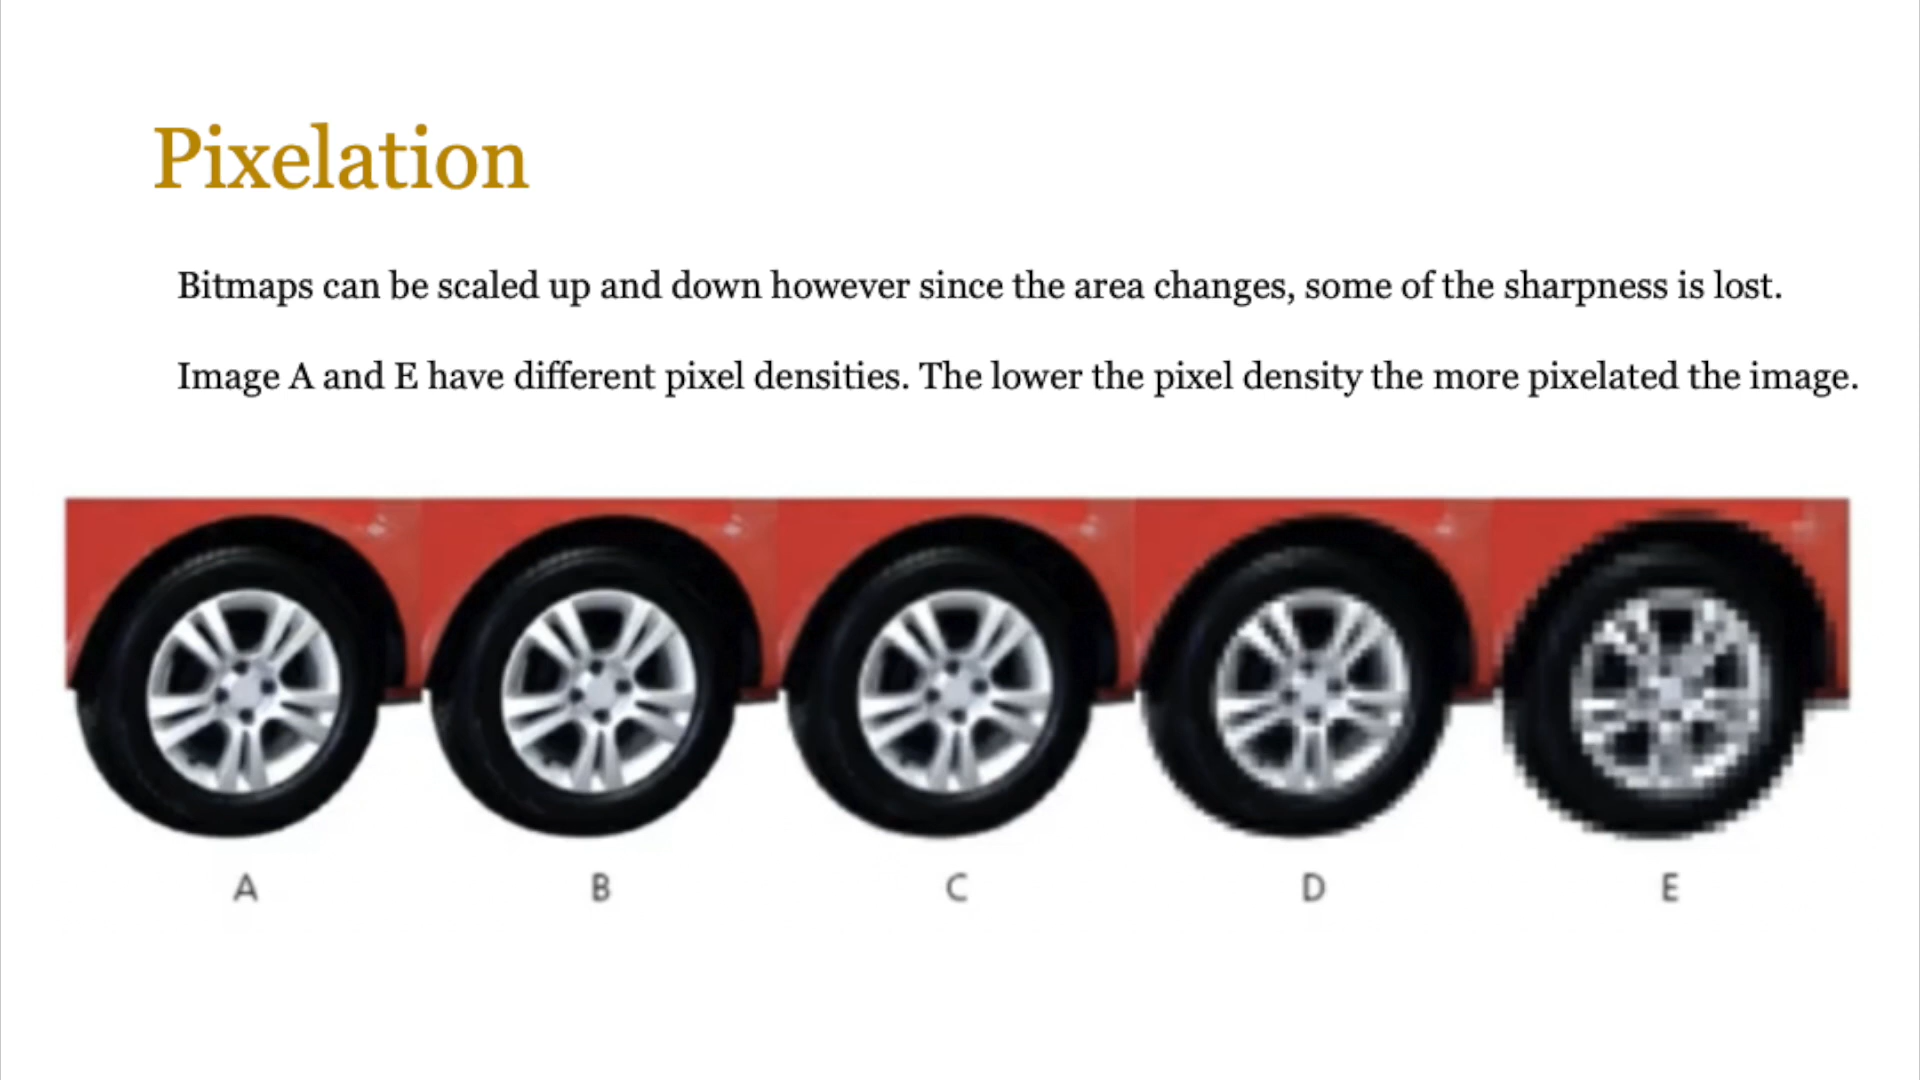 Pixelation
Bitmaps can be scaled up and down however since the area changes, some of the sharpness is lost.
Image A and E have different pixel densities. The lower the pixel density the more pixelated the image.
A B C D E